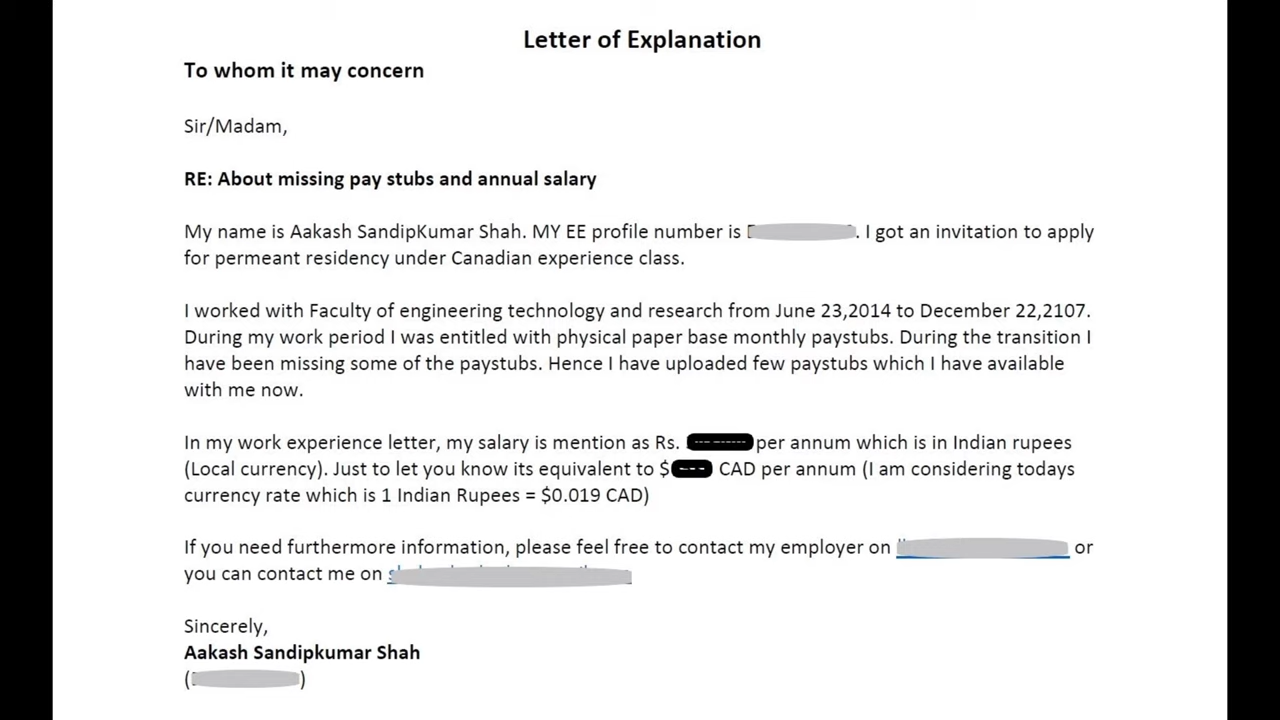 Letter of Explanation
To whom it may concern
Sir/Madam,
RE: About missing pay stubs and annual salary
My name is Aakash SandipKumar Shah. MY EE profile number is . I got an invitation to apply
for permeant residency under Canadian experience class.
I worked with Faculty of engineering technology and research from June 23,2014 to December 22,2107.
During my work period I was entitled with physical paper base monthly paystubs. During the transition I
have been missing some of the paystubs. Hence I have uploaded few paystubs which I have available
with me now.
In my work experience letter, my salary is mention as Rs. per annum which is in Indian rupees
(Local currency). Just to let you know its equivalent to $ CAD per annum (I am considering todays
currency rate which is 1 Indian Rupees = $0.019 CAD)
If you need furthermore information, please feel free to contact my employer on or
you can contact me on
Sincerely,
Aakash Sandipkumar Shah
( )